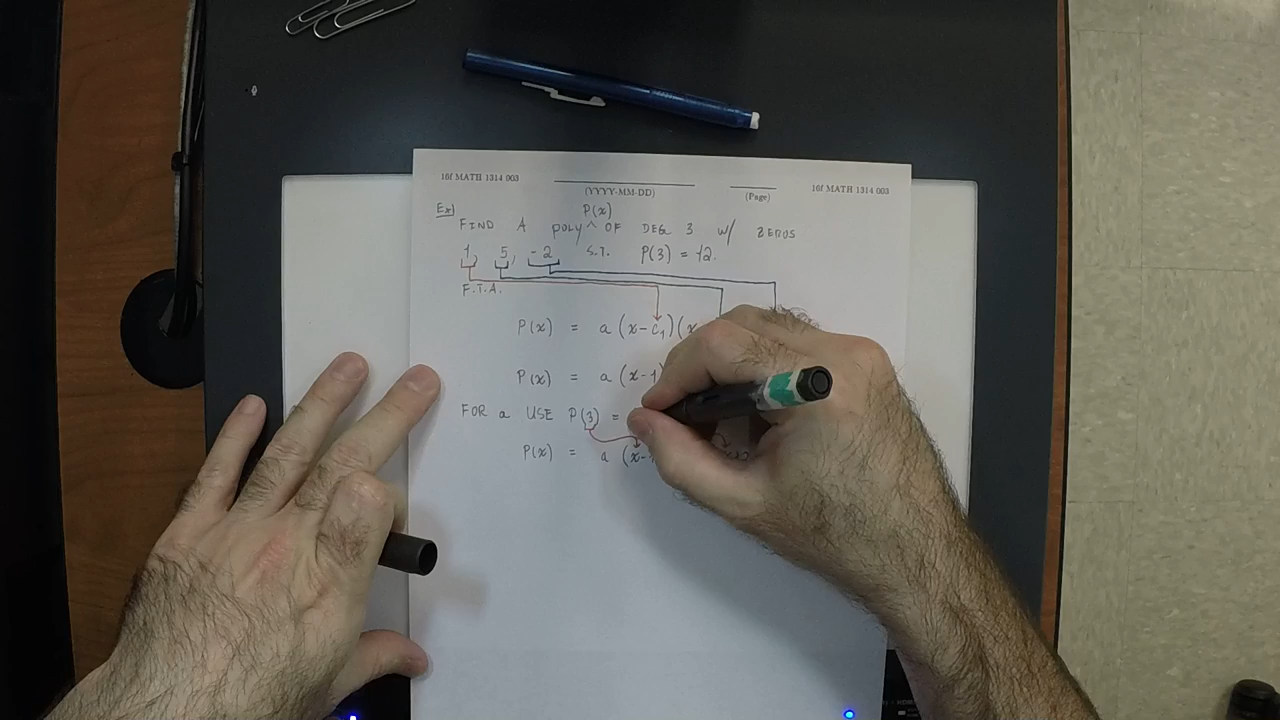 16f MATH 1314 003 (YYYY-MM-DD) (Page) 16f MATH 1314 003
Ex) FIND A POLY ^ P(x) OF DEG 3 W/ ZEROS
1, 5, -2 S.T. P(3) = 12.
F.T.A.
P(x) = a (x-c₁)(x
P(x) = a (x-1)
FOR a USE P(3) =
P(x) = a (x-